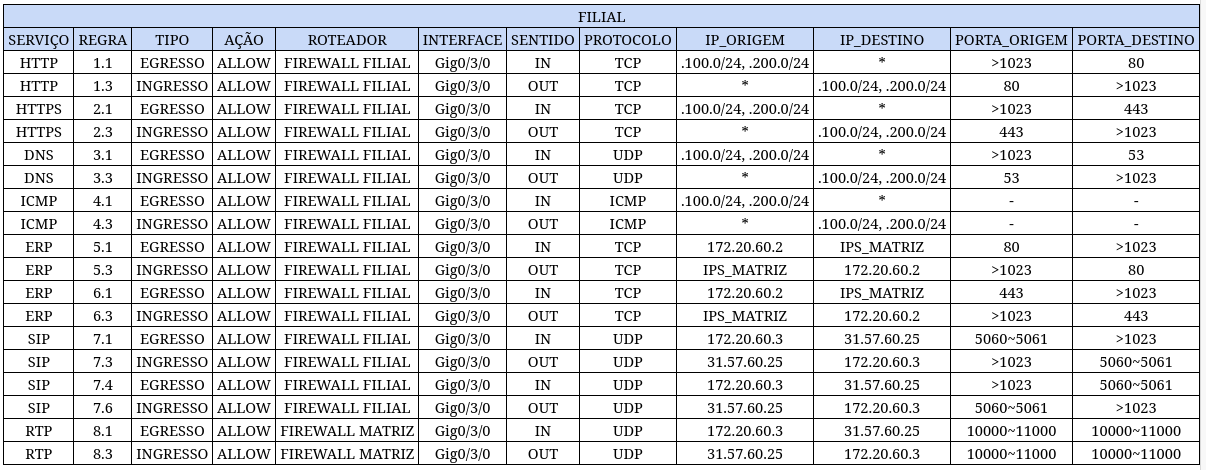 FILIAL
SERVIÇO REGRA TIPO AÇÃO ROTEADOR INTERFACE SENTIDO PROTOCOLO IP_ORIGEM IP_DESTINO PORTA_ORIGEM PORTA_DESTINO
HTTP 1.1 EGRESSO ALLOW FIREWALL FILIAL Gig0/3/0 IN TCP .100.0/24, .200.0/24 * >1023 80
HTTP 1.3 INGRESSO ALLOW FIREWALL FILIAL Gig0/3/0 OUT TCP * .100.0/24, .200.0/24 80 >1023
HTTPS 2.1 EGRESSO ALLOW FIREWALL FILIAL Gig0/3/0 IN TCP .100.0/24, .200.0/24 * >1023 443
HTTPS 2.3 INGRESSO ALLOW FIREWALL FILIAL Gig0/3/0 OUT TCP * .100.0/24, .200.0/24 443 >1023
DNS 3.1 EGRESSO ALLOW FIREWALL FILIAL Gig0/3/0 IN UDP .100.0/24, .200.0/24 * >1023 53
DNS 3.3 INGRESSO ALLOW FIREWALL FILIAL Gig0/3/0 OUT UDP * .100.0/24, .200.0/24 53 >1023
ICMP 4.1 EGRESSO ALLOW FIREWALL FILIAL Gig0/3/0 IN ICMP .100.0/24, .200.0/24 * - -
ICMP 4.3 INGRESSO ALLOW FIREWALL FILIAL Gig0/3/0 OUT ICMP * .100.0/24, .200.0/24 - -
ERP 5.1 EGRESSO ALLOW FIREWALL FILIAL Gig0/3/0 IN TCP 172.20.60.2 IPS_MATRIZ 80 >1023
ERP 5.3 INGRESSO ALLOW FIREWALL FILIAL Gig0/3/0 OUT TCP IPS_MATRIZ 172.20.60.2 >1023 80
ERP 6.1 EGRESSO ALLOW FIREWALL FILIAL Gig0/3/0 IN TCP 172.20.60.2 IPS_MATRIZ 443 >1023
ERP 6.3 INGRESSO ALLOW FIREWALL FILIAL Gig0/3/0 OUT TCP IPS_MATRIZ 172.20.60.2 >1023 443
SIP 7.1 EGRESSO ALLOW FIREWALL FILIAL Gig0/3/0 IN UDP 172.20.60.3 31.57.60.25 5060~5061 >1023
SIP 7.3 INGRESSO ALLOW FIREWALL FILIAL Gig0/3/0 OUT UDP 31.57.60.25 172.20.60.3 >1023 5060~5061
SIP 7.4 EGRESSO ALLOW FIREWALL FILIAL Gig0/3/0 IN UDP 172.20.60.3 31.57.60.25 >1023 5060~5061
SIP 7.6 INGRESSO ALLOW FIREWALL FILIAL Gig0/3/0 OUT UDP 31.57.60.25 172.20.60.3 5060~5061 >1023
RTP 8.1 EGRESSO ALLOW FIREWALL MATRIZ Gig0/3/0 IN UDP 172.20.60.3 31.57.60.25 10000~11000 10000~11000
RTP 8.3 INGRESSO ALLOW FIREWALL MATRIZ Gig0/3/0 OUT UDP 31.57.60.25 172.20.60.3 10000~11000 10000~11000